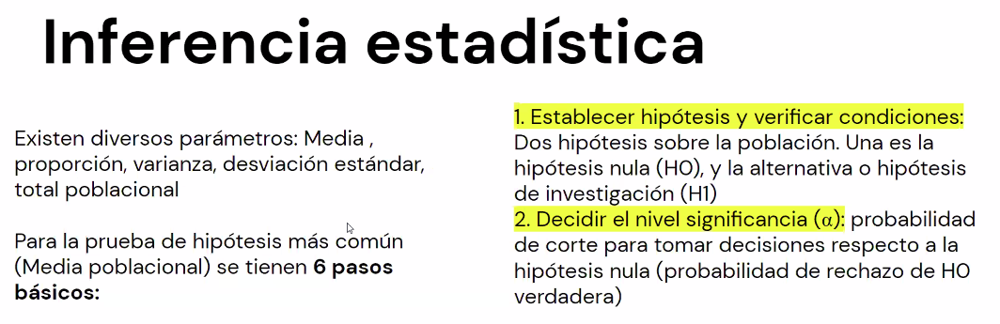 Inferencia estadística
Existen diversos parámetros: Media ,
proporción, varianza, desviación estándar,
total poblacional
Para la prueba de hipótesis más común
(Media poblacional) se tienen 6 pasos
básicos:
1. Establecer hipótesis y verificar condiciones:
Dos hipótesis sobre la población. Una es la
hipótesis nula (H0), y la alternativa o hipótesis
de investigación (H1)
2. Decidir el nivel significancia (α): probabilidad
de corte para tomar decisiones respecto a la
hipótesis nula (probabilidad de rechazo de H0
verdadera)